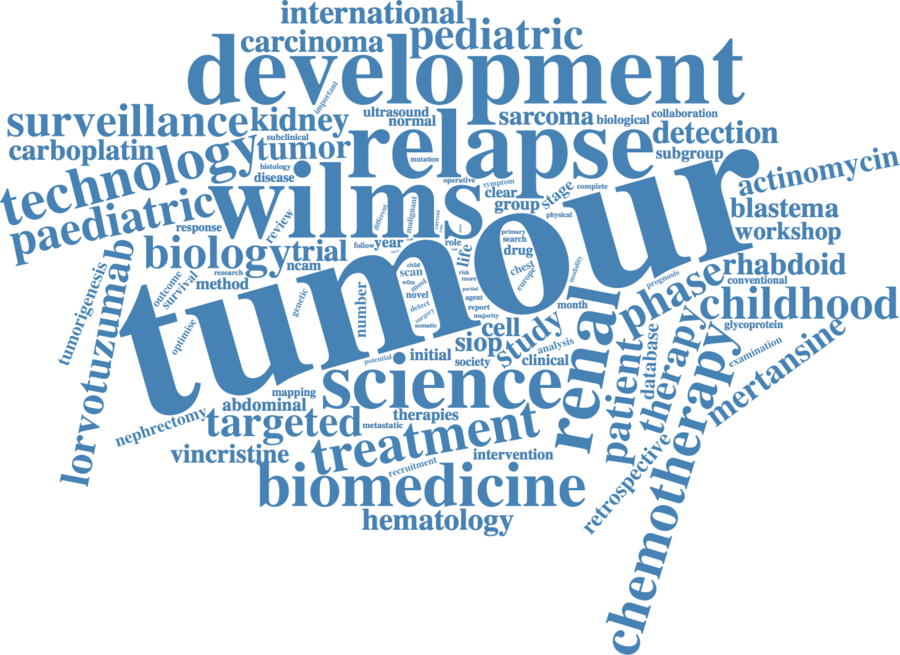 international
carcinoma
pediatric
development
important
surveillance
kidney
ultrasound
normal
sarcoma
biological
collaboration
carboplatin
technology
subclinical
tumor
relapse
detection
subgroup
histology
disease
mutation
wilms
operative
symptom
clear
group
stage
complete
physical
tumour
actinomycin
blastema
workshop
paediatric
response
review
different
malignant
current
biology
trial
ncam
follow
year
role
life
primary
search
drug
chest
europe
modality
research
method
outcome
survival
tumorigenesis
lorvotuzumab
optimise
genetic
number
child
scan
wilm
most
novel
detect
surgery
somatic
risk
more
partial
agent
report
majority
month
phase
prognosis
rhabdoid
conventional
childhood
glycoprotein
cell
siop
study
society
analysis
clinical
initial
potential
science
renal
patient
database
therapy
chemotherapy
mertansine
examination
retrospective
mapping
abdominal
nephrectomy
targeted
therapies
metastatic
treatment
vincristine
recruitment
intervention
biomedicine
hematology